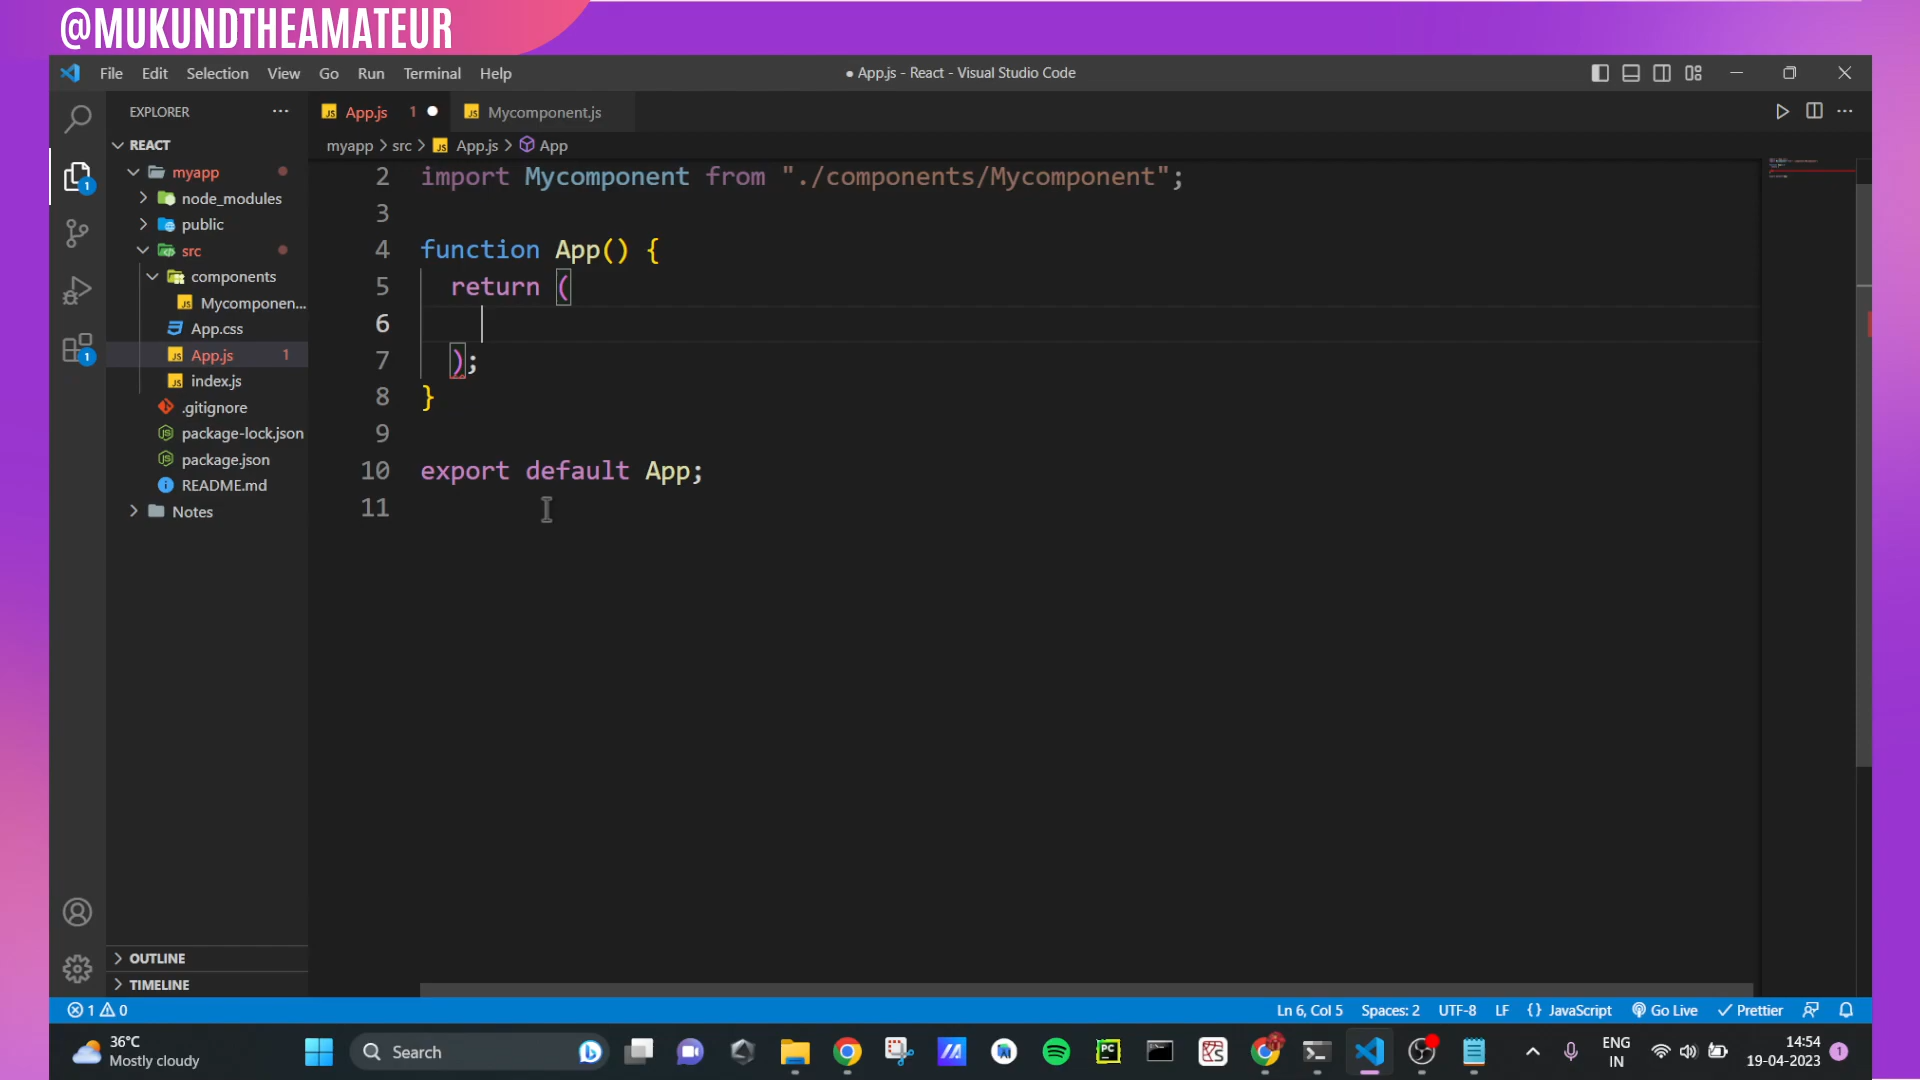 @MUKUNDTHEAMATEUR
File Edit Selection View Go Run Terminal Help
● App.js - React - Visual Studio Code
EXPLORER
App.js 1
Mycomponent.js
REACT
myapp > src > App.js > App
myapp
node_modules
public
src
components
Mycomponen...
App.css
App.js 1
index.js
.gitignore
package-lock.json
package.json
README.md
Notes
2 import Mycomponent from "./components/Mycomponent";
3
4 function App() {
5 return (
6
7 );
8 }
9
10 export default App;
11
1
1
OUTLINE
TIMELINE
1 0
Ln 6, Col 5 Spaces: 2 UTF-8 LF {} JavaScript Go Live Prettier
36°C
Mostly cloudy
Search
PC
ENG
IN
14:54
19-04-2023
1